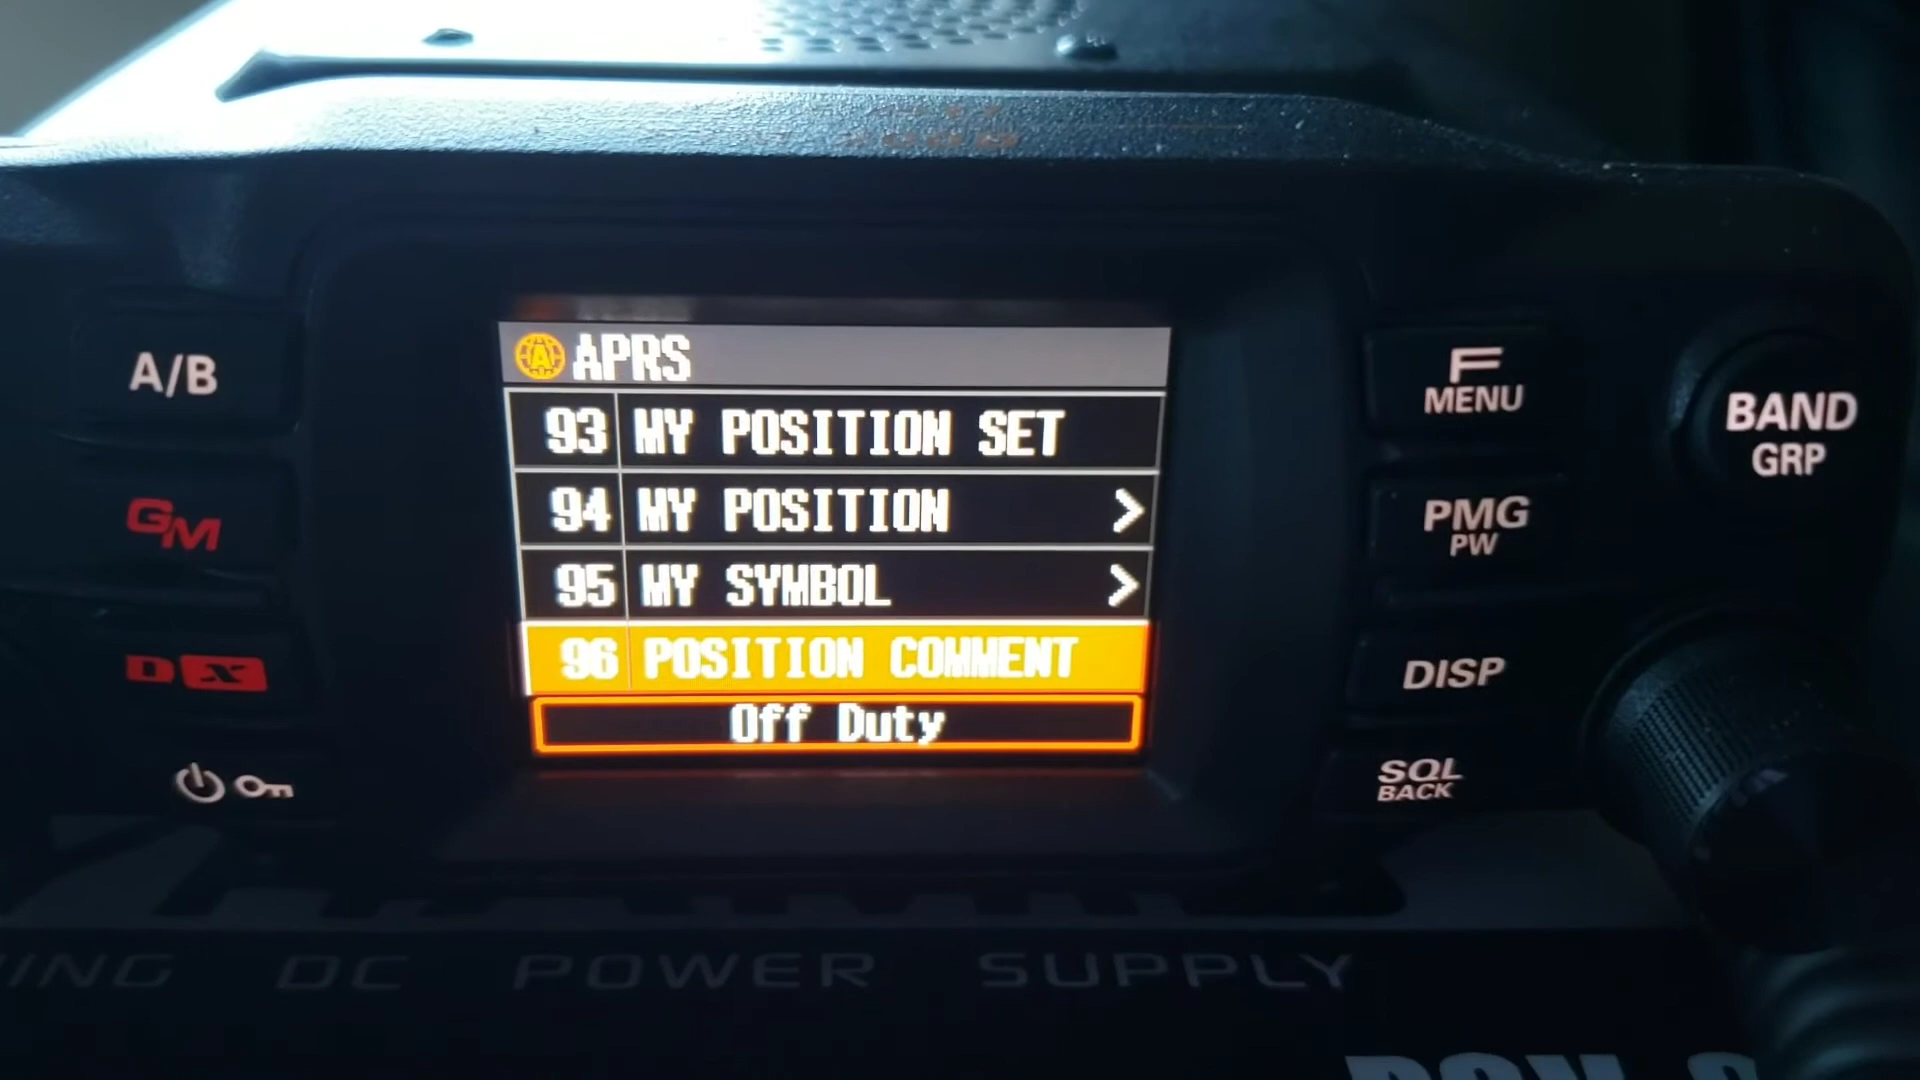 APRS
93 MY POSITION SET
94 MY POSITION >
95 MY SYMBOL >
96 POSITION COMMENT
Off Duty
A/B
GM
DX
F
MENU
PMG
PW
DISP
SQL
BACK
BAND
GRP
DC POWER SUPPLY